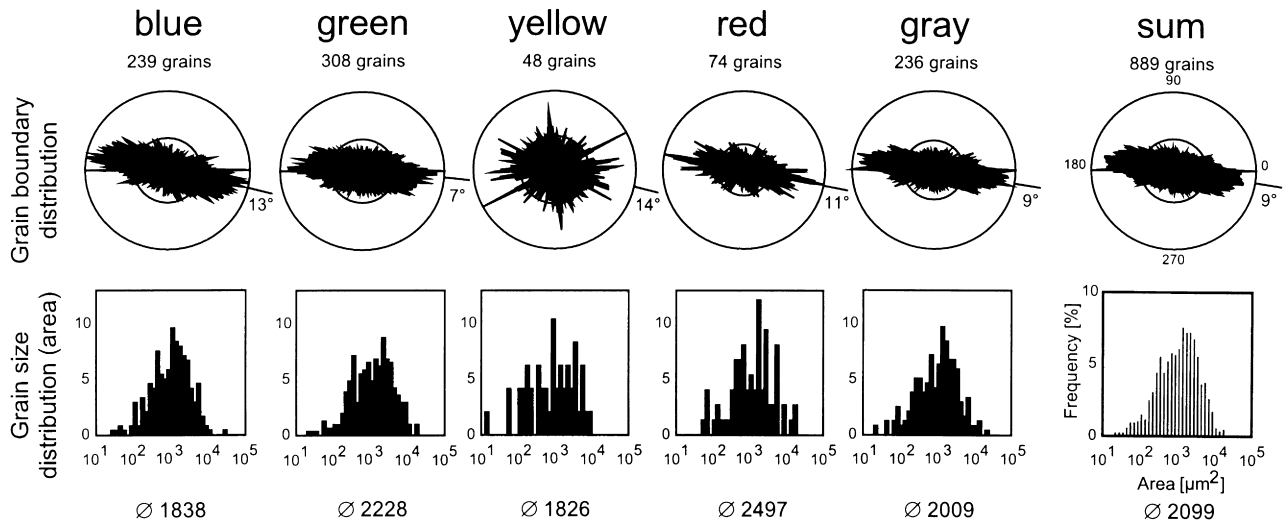 blue green yellow red gray sum
239 grains 308 grains 48 grains 74 grains 236 grains 889 grains
90
Grain boundary
distribution
180 0
13° 7° 14° 11° 9° 9°
270
Grain size
distribution (area)
10 5 0
10 5 0
10 5 0
10 5 0
10 5 0
Frequency [%]
10 5 0
10¹ 10² 10³ 10⁴ 10⁵
10¹ 10² 10³ 10⁴ 10⁵
10¹ 10² 10³ 10⁴ 10⁵
10¹ 10² 10³ 10⁴ 10⁵
10¹ 10² 10³ 10⁴ 10⁵
10¹ 10² 10³ 10⁴ 10⁵
Area [µm²]
∅ 1838 ∅ 2228 ∅ 1826 ∅ 2497 ∅ 2009 ∅ 2099